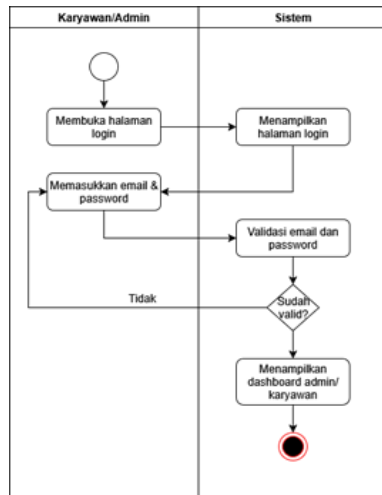 Karyawan/Admin
Sistem
Membuka halaman
login
Menampilkan
halaman login
Memasukkan email &
password
Validasi email dan
password
Tidak
Sudah
valid?
Menampilkan
dashboard admin/
karyawan